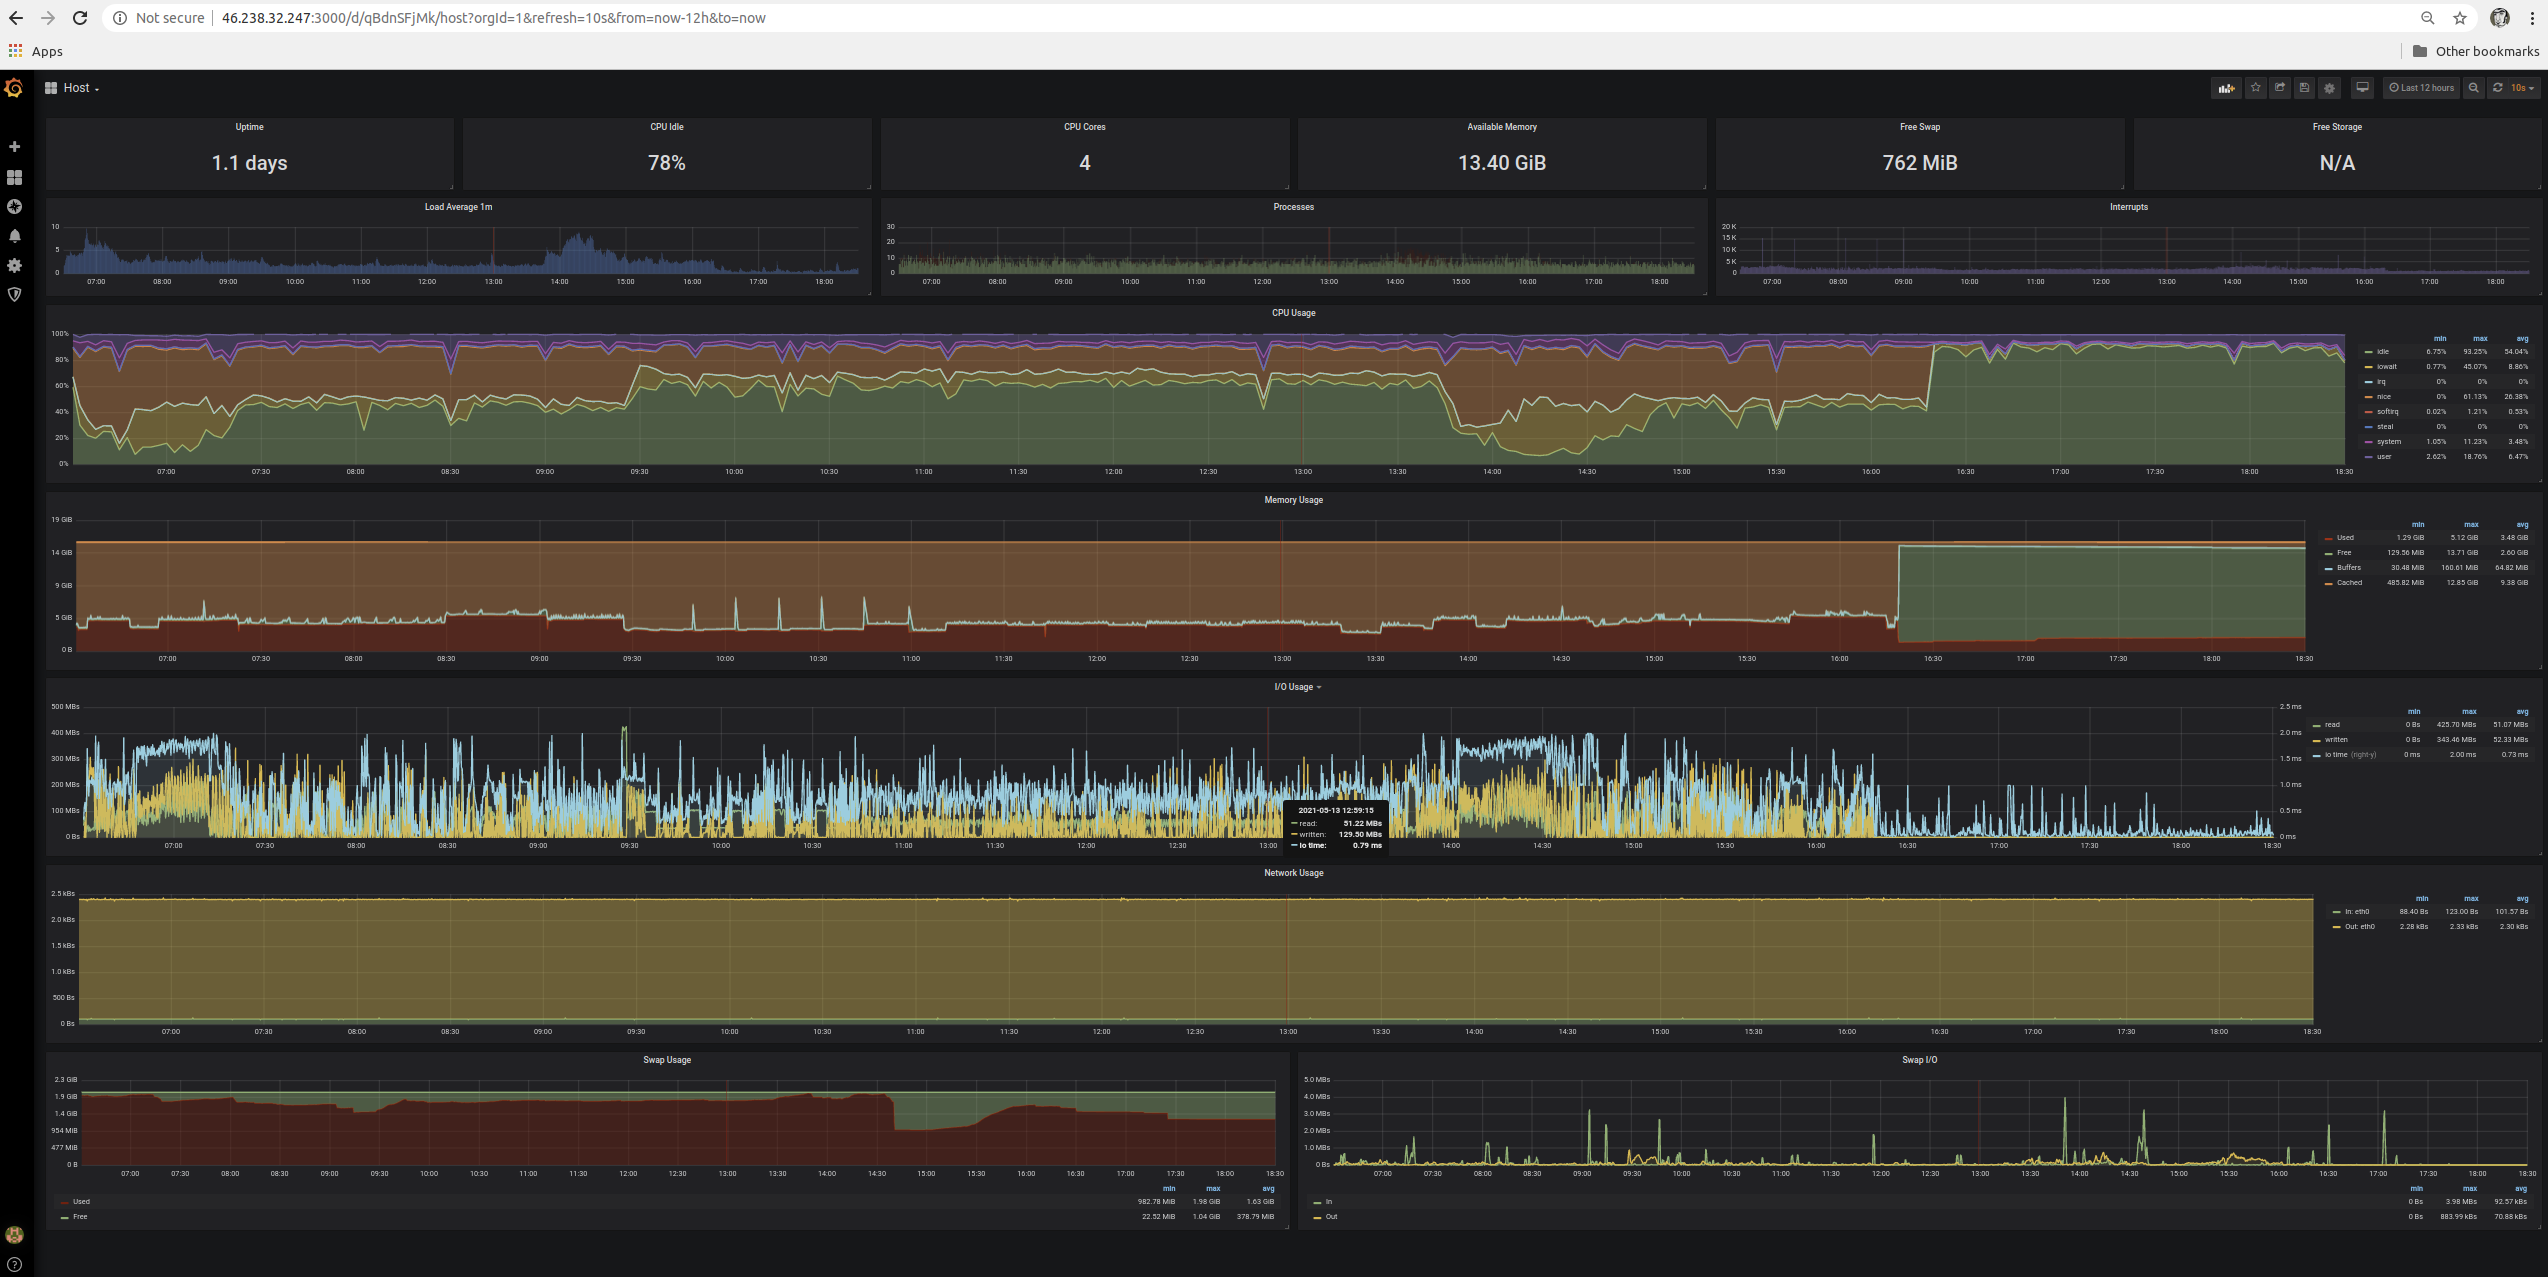 Not secure | 46.238.32.247:3000/d/qBdnSFjMk/host?orgId=1&refresh=10s&from=now-12h&to=now
Apps
Other bookmarks
Host
Last 12 hours
10s
Uptime
1.1 days
CPU Idle
78%
CPU Cores
4
Available Memory
13.40 GiB
Free Swap
762 MiB
Free Storage
N/A
Load Average 1m
10
5
0
07:00 08:00 09:00 10:00 11:00 12:00 13:00 14:00 15:00 16:00 17:00 18:00
Processes
30
20
10
0
07:00 08:00 09:00 10:00 11:00 12:00 13:00 14:00 15:00 16:00 17:00 18:00
Interrupts
20 K
15 K
10 K
5 K
0
07:00 08:00 09:00 10:00 11:00 12:00 13:00 14:00 15:00 16:00 17:00 18:00
CPU Usage
100%
80%
60%
40%
20%
0%
07:00 07:30 08:00 08:30 09:00 09:30 10:00 10:30 11:00 11:30 12:00 12:30 13:00 13:30 14:00 14:30 15:00 15:30 16:00 16:30 17:00 17:30 18:00 18:30
min max avg
idle 6.75% 93.25% 54.04%
iowait 0.77% 45.07% 8.86%
irq 0% 0% 0%
nice 0% 61.13% 26.38%
softirq 0.02% 1.21% 0.53%
steal 0% 0% 0%
system 1.05% 11.23% 3.48%
user 2.62% 18.76% 6.47%
Memory Usage
19 GiB
14 GiB
9 GiB
5 GiB
0 B
07:00 07:30 08:00 08:30 09:00 09:30 10:00 10:30 11:00 11:30 12:00 12:30 13:00 13:30 14:00 14:30 15:00 15:30 16:00 16:30 17:00 17:30 18:00 18:30
min max avg
Used 1.29 GiB 5.12 GiB 3.48 GiB
Free 129.56 MiB 13.71 GiB 2.60 GiB
Buffers 30.48 MiB 160.61 MiB 64.82 MiB
Cached 485.82 MiB 12.85 GiB 9.38 GiB
I/O Usage
500 MBs
400 MBs
300 MBs
200 MBs
100 MBs
0 Bs
2.5 ms
2.0 ms
1.5 ms
1.0 ms
0.5 ms
0 ms
07:00 07:30 08:00 08:30 09:00 09:30 10:00 10:30 11:00 11:30 12:00 12:30 13:00 14:00 14:30 15:00 15:30 16:00 16:30 17:00 17:30 18:00 18:30
2021-05-13 12:59:15
read: 51.22 MBs
written: 129.50 MBs
io time: 0.79 ms
min max avg
read 0 Bs 425.70 MBs 51.07 MBs
written 0 Bs 343.46 MBs 52.33 MBs
io time (right-y) 0 ms 2.00 ms 0.73 ms
Network Usage
2.5 kBs
2.0 kBs
1.5 kBs
1.0 kBs
500 Bs
0 Bs
07:00 07:30 08:00 08:30 09:00 09:30 10:00 10:30 11:00 11:30 12:00 12:30 13:00 13:30 14:00 14:30 15:00 15:30 16:00 16:30 17:00 17:30 18:00 18:30
min max avg
In: eth0 88.40 Bs 123.00 Bs 101.57 Bs
Out: eth0 2.28 kBs 2.33 kBs 2.30 kBs
Swap Usage
2.3 GiB
1.9 GiB
1.4 GiB
954 MiB
477 MiB
0 B
07:00 07:30 08:00 08:30 09:00 09:30 10:00 10:30 11:00 11:30 12:00 12:30 13:00 13:30 14:00 14:30 15:00 15:30 16:00 16:30 17:00 17:30 18:00 18:30
min max avg
Used 982.78 MiB 1.98 GiB 1.63 GiB
Free 22.52 MiB 1.04 GiB 378.79 MiB
Swap I/O
5.0 MBs
4.0 MBs
3.0 MBs
2.0 MBs
1.0 MBs
0 Bs
07:00 07:30 08:00 08:30 09:00 09:30 10:00 10:30 11:00 11:30 12:00 12:30 13:00 13:30 14:00 14:30 15:00 15:30 16:00 16:30 17:00 17:30 18:00 18:30
min max avg
In 0 Bs 3.98 MBs 92.57 kBs
Out 0 Bs 883.99 kBs 70.88 kBs